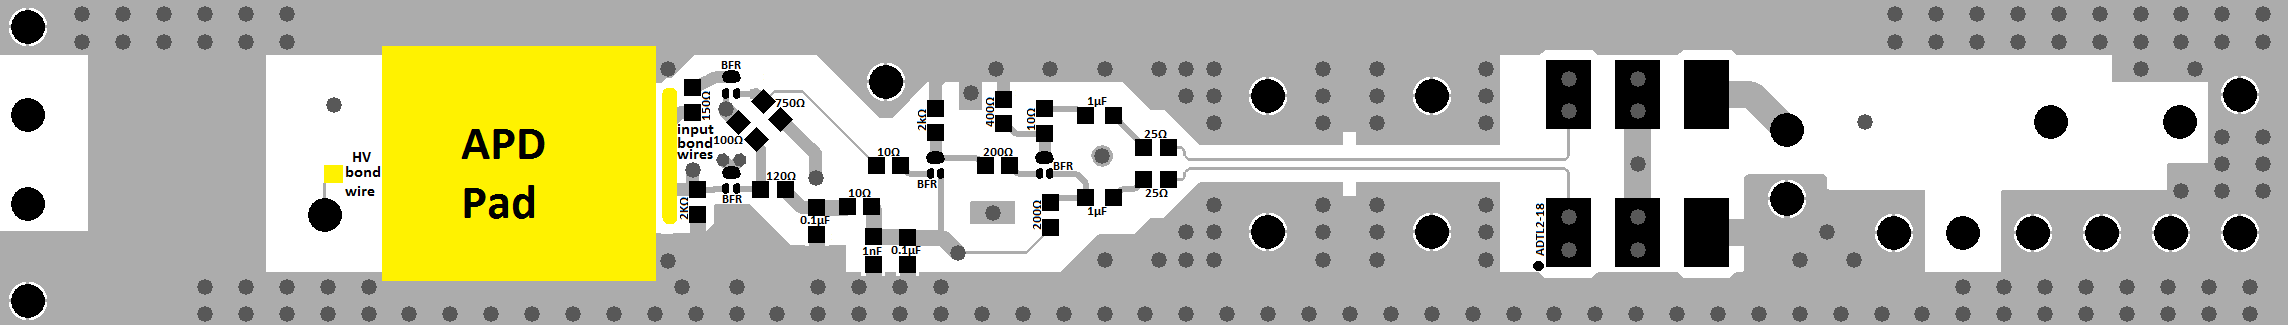 HV
bond
wire
APD
Pad
BFR
150Ω
750Ω
100Ω
input
bond
wires
BFR
120Ω
2KΩ
0.1µF
10Ω
1nF
0.1µF
10Ω
2kΩ
BFR
200Ω
400Ω
10Ω
1µF
BFR
200Ω
1µF
25Ω
25Ω
ADTL2-18